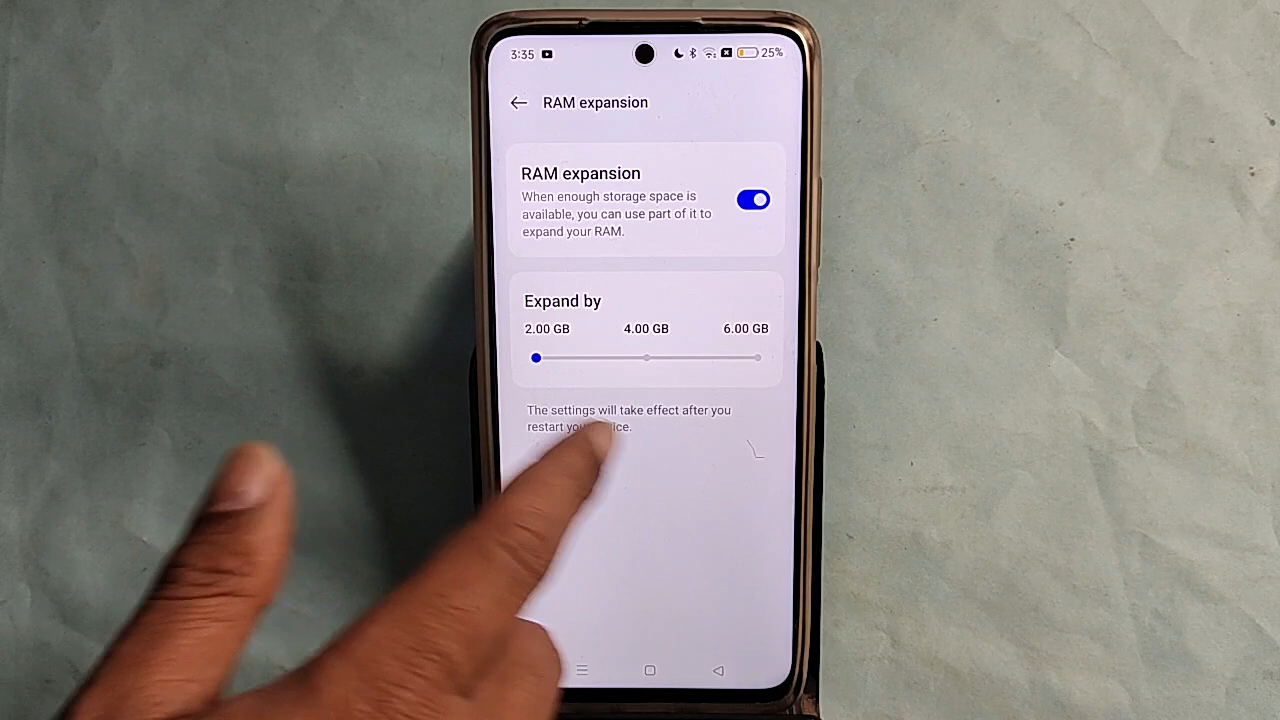 3:35 25%
RAM expansion
RAM expansion
When enough storage space is
available, you can use part of it to
expand your RAM.
Expand by
2.00 GB 4.00 GB 6.00 GB
The settings will take effect after you
restart